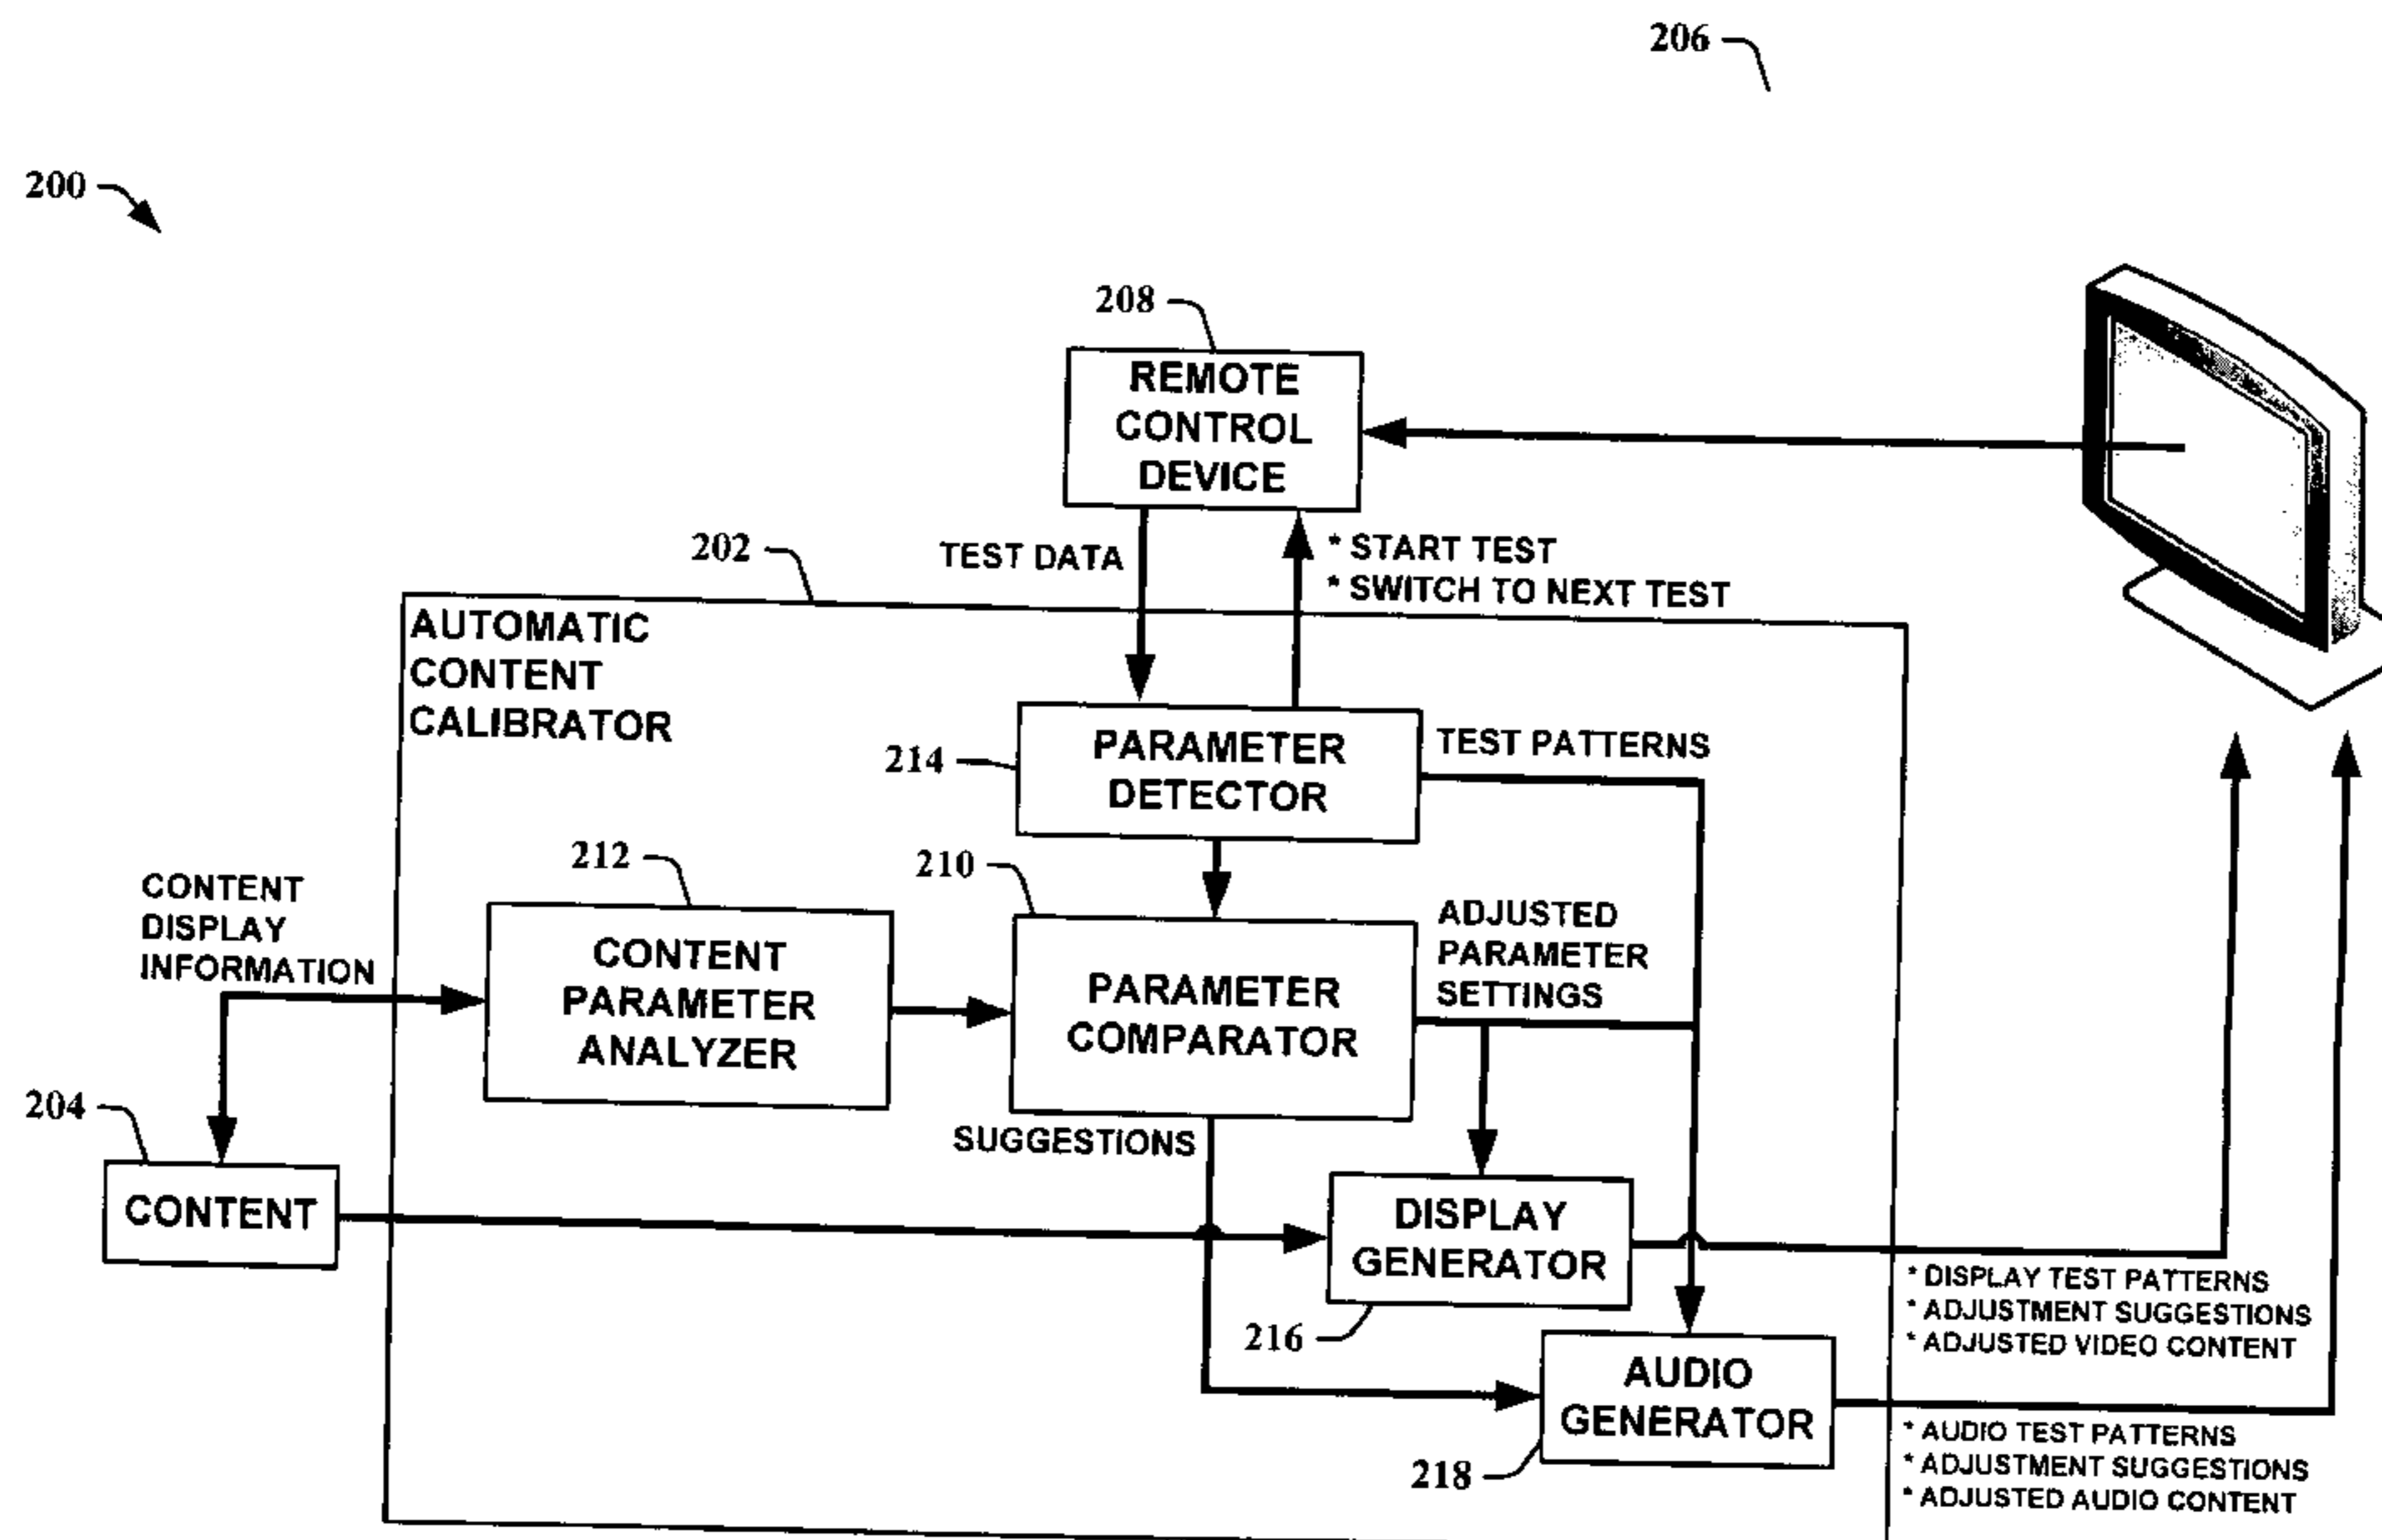 206
200
208
REMOTE
CONTROL
DEVICE
202
TEST DATA
* START TEST
* SWITCH TO NEXT TEST
AUTOMATIC
CONTENT
CALIBRATOR
214
PARAMETER
DETECTOR
TEST PATTERNS
212
210
CONTENT
DISPLAY
INFORMATION
CONTENT
PARAMETER
ANALYZER
PARAMETER
COMPARATOR
ADJUSTED
PARAMETER
SETTINGS
204
SUGGESTIONS
CONTENT
DISPLAY
GENERATOR
216
* DISPLAY TEST PATTERNS
* ADJUSTMENT SUGGESTIONS
* ADJUSTED VIDEO CONTENT
AUDIO
GENERATOR
218
* AUDIO TEST PATTERNS
* ADJUSTMENT SUGGESTIONS
* ADJUSTED AUDIO CONTENT